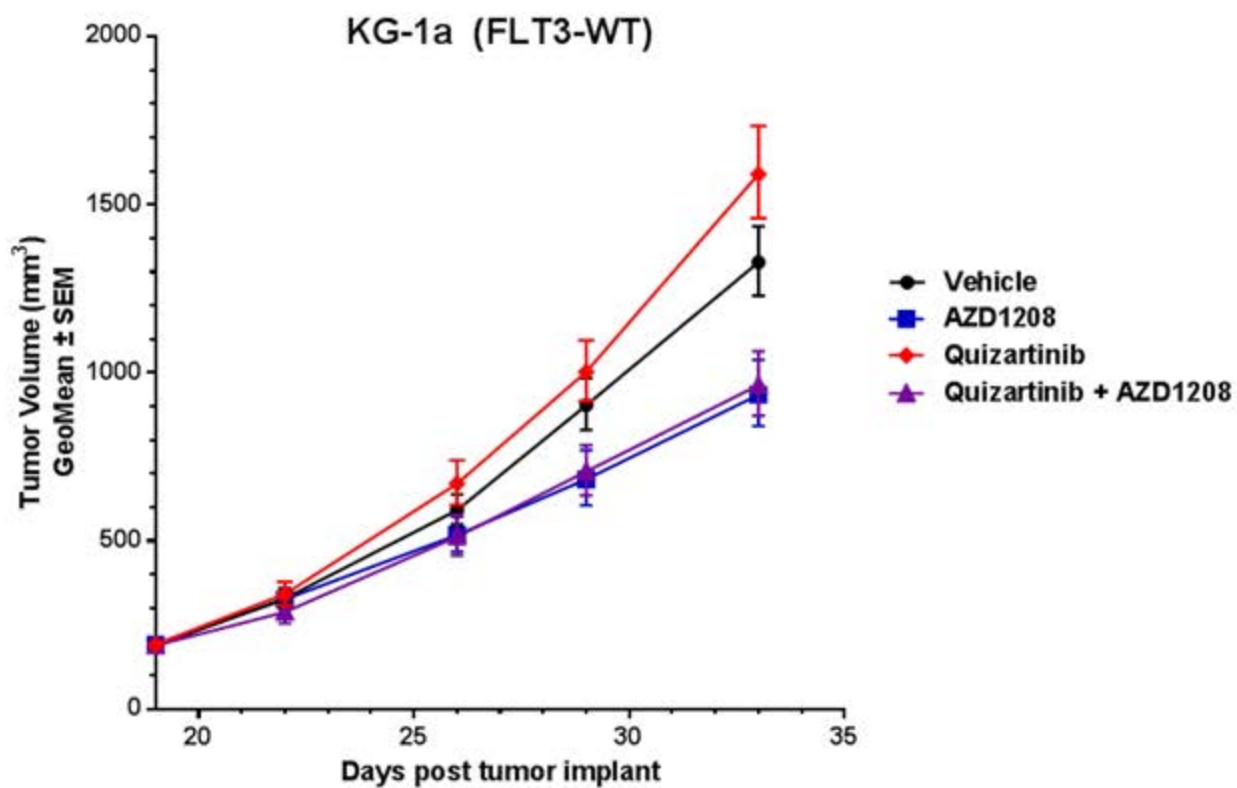 KG-1a (FLT3-WT)
2000
1500
1000
500
0
Tumor Volume (mm³)
GeoMean ± SEM
20 25 30 35
Days post tumor implant
Vehicle
AZD1208
Quizartinib
Quizartinib + AZD1208